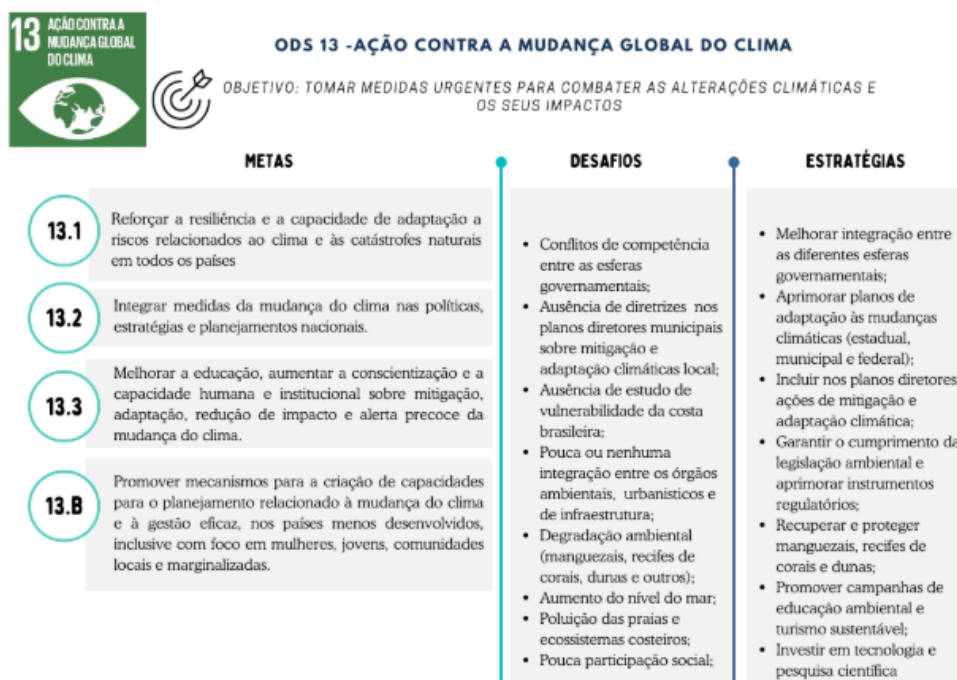 13 AÇÃO CONTRA A
MUDANÇA GLOBAL
DO CLIMA
ODS 13 -AÇÃO CONTRA A MUDANÇA GLOBAL DO CLIMA
OBJETIVO: TOMAR MEDIDAS URGENTES PARA COMBATER AS ALTERAÇÕES CLIMÁTICAS E
OS SEUS IMPACTOS
METAS
13.1
Reforçar a resiliência e a capacidade de adaptação a
riscos relacionados ao clima e às catástrofes naturais
em todos os países
13.2
Integrar medidas da mudança do clima nas políticas,
estratégias e planejamentos nacionais.
13.3
Melhorar a educação, aumentar a conscientização e a
capacidade humana e institucional sobre mitigação,
adaptação, redução de impacto e alerta precoce da
mudança do clima.
13.B
Promover mecanismos para a criação de capacidades
para o planejamento relacionado à mudança do clima
e à gestão eficaz, nos países menos desenvolvidos,
inclusive com foco em mulheres, jovens, comunidades
locais e marginalizadas.
DESAFIOS
• Conflitos de competência
entre as esferas
governamentais;
• Ausência de diretrizes nos
planos diretores municipais
sobre mitigação e
adaptação climáticas local;
• Ausência de estudo de
vulnerabilidade da costa
brasileira;
• Pouca ou nenhuma
integração entre os órgãos
ambientais, urbanisticos e
de infraestrutura;
• Degradação ambiental
(manguezais, recifes de
corais, dunas e outros);
• Aumento do nível do mar;
• Poluição das praias e
ecossistemas costeiros;
• Pouca participação social;
ESTRATÉGIAS
• Melhorar integração entre
as diferentes esferas
governamentais;
• Aprimorar planos de
adaptação às mudanças
climáticas (estadual,
municipal e federal);
• Incluir nos planos diretores
ações de mitigação e
adaptação climática;
• Garantir o cumprimento da
legislação ambiental e
aprimorar instrumentos
regulatórios;
• Recuperar e proteger
manguezais, recifes de
corais e dunas;
• Promover campanhas de
educação ambiental e
turismo sustentável;
• Investir em tecnologia e
pesquisa científica